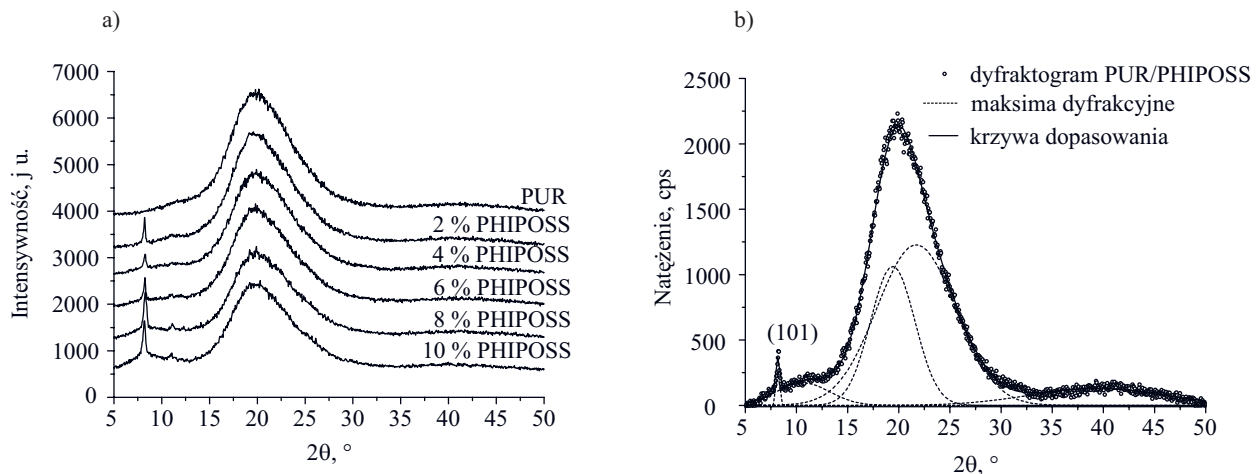 a)
Intensywność, j u.
7000
6000
5000
4000
3000
2000
1000
0
PUR
2 % PHIPOSS
4 % PHIPOSS
6 % PHIPOSS
8 % PHIPOSS
10 % PHIPOSS
5 10 15 20 25 30 35 40 45 50
2θ, °
b)
Natężenie, cps
2500
2000
1500
1000
500
0
dyfraktogram PUR/PHIPOSS
maksima dyfrakcyjne
krzywa dopasowania
(101)
5 10 15 20 25 30 35 40 45 50
2θ, °